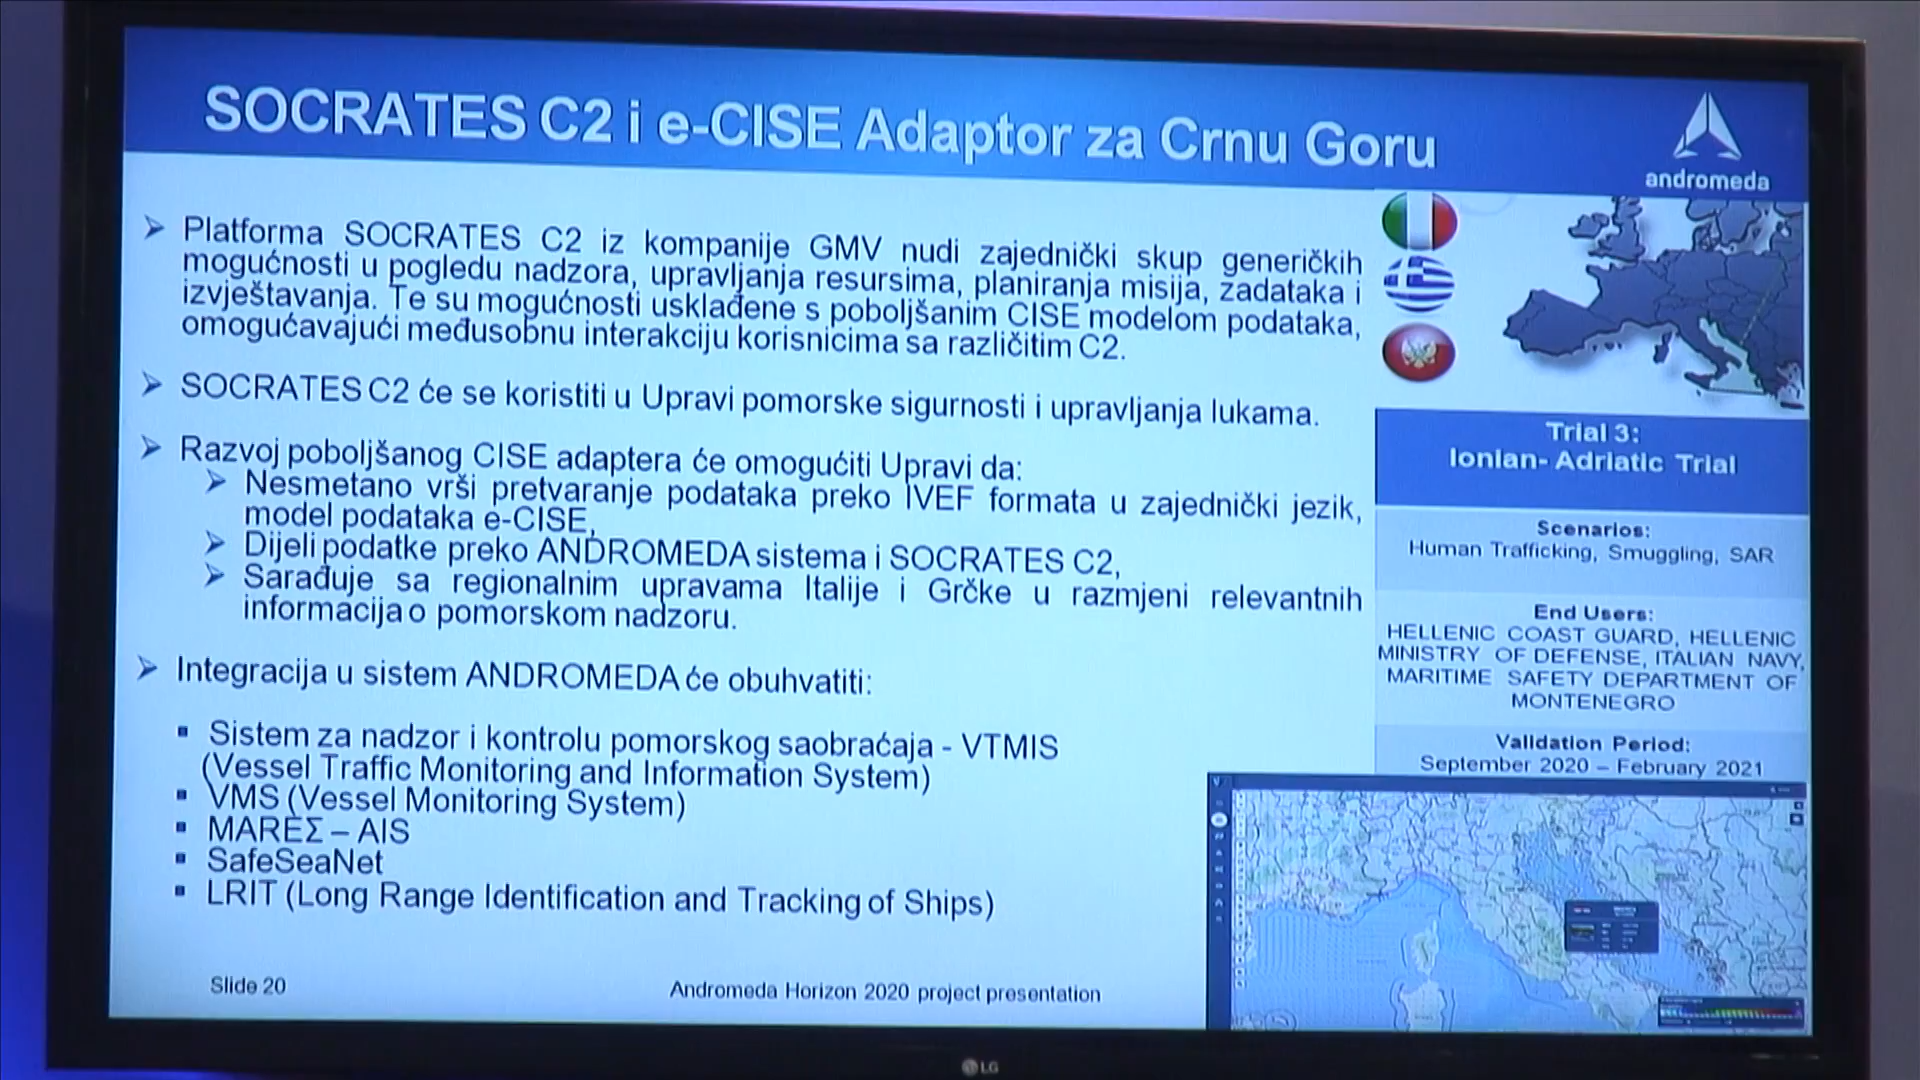 SOCRATES C2 i e-CISE Adaptor za Crnu Goru
andromeda
Platforma SOCRATES C2 iz kompanije GMV nudi zajednički skup generičkih
mogućnosti u pogledu nadzora, upravljanja resursima, planiranja misija, zadataka i
izvještavanja. Te su mogućnosti usklađene s poboljšanim CISE modelom podataka,
omogućavajući međusobnu interakciju korisnicima sa različitim C2.
SOCRATES C2 će se koristiti u Upravi pomorske sigurnosti i upravljanja lukama.
Razvoj poboljšanog CISE adaptera će omogućiti Upravi da:
Nesmetano vrši pretvaranje podataka preko IVEF formata u zajednički jezik,
model podataka e-CISE,
Dijeli podatke preko ANDROMEDA sistema i SOCRATES C2,
Sarađuje sa regionalnim upravama Italije i Grčke u razmjeni relevantnih
informacija o pomorskom nadzoru.
Integracija u sistem ANDROMEDA će obuhvatiti:
Sistem za nadzor i kontrolu pomorskog saobraćaja - VTMIS
(Vessel Traffic Monitoring and Information System)
VMS (Vessel Monitoring System)
MAREΣ – AIS
SafeSeaNet
LRIT (Long Range Identification and Tracking of Ships)
Trial 3:
Ionian- Adriatic Trial
Scenarios:
Human Trafficking, Smuggling, SAR
End Users:
HELLENIC COAST GUARD, HELLENIC
MINISTRY OF DEFENSE, ITALIAN NAVY,
MARITIME SAFETY DEPARTMENT OF
MONTENEGRO
Validation Period:
September 2020 – February 2021
Slide 20
Andromeda Horizon 2020 project presentation
LG